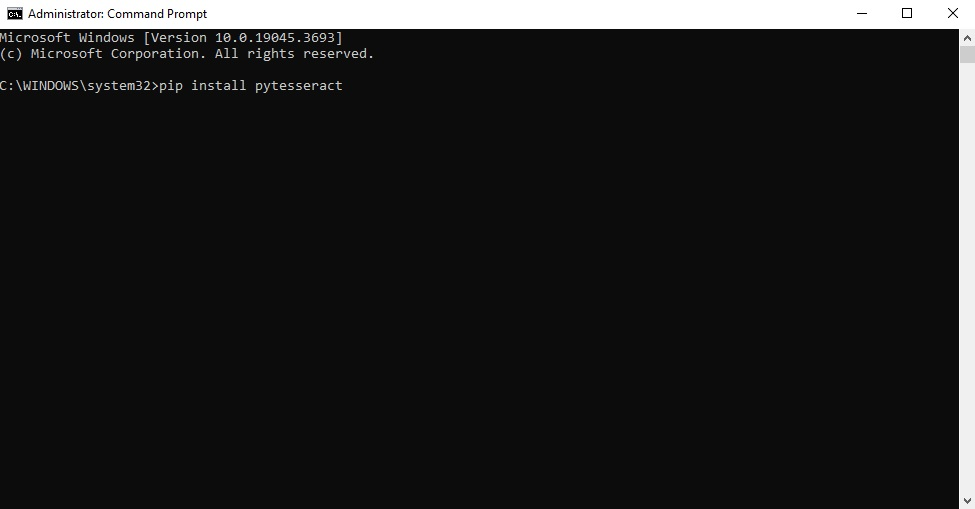 Administrator: Command Prompt
Microsoft Windows [Version 10.0.19045.3693]
(c) Microsoft Corporation. All rights reserved.
C:\WINDOWS\system32>pip install pytesseract